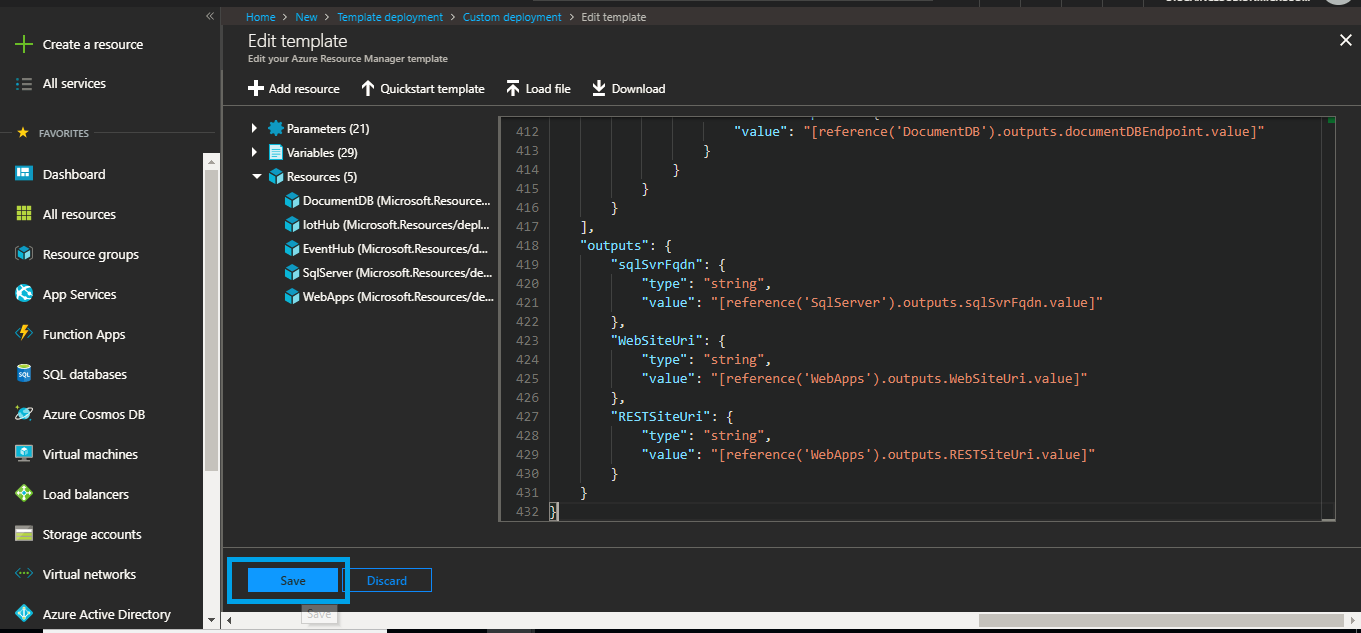 Home > New > Template deployment > Custom deployment > Edit template
Create a resource
All services
FAVORITES
Dashboard
All resources
Resource groups
App Services
Function Apps
SQL databases
Azure Cosmos DB
Virtual machines
Load balancers
Storage accounts
Virtual networks
Azure Active Directory
Edit template
Edit your Azure Resource Manager template
Add resource Quickstart template Load file Download
Parameters (21)
Variables (29)
Resources (5)
DocumentDB (Microsoft.Resource...
IotHub (Microsoft.Resources/depl...
EventHub (Microsoft.Resources/d...
SqlServer (Microsoft.Resources/de...
WebApps (Microsoft.Resources/de...
412 "value": "[reference('DocumentDB').outputs.documentDBEndpoint.value]"
413 }
414 }
415 }
416 }
417 ],
418 "outputs": {
419 "sqlSvrFqdn": {
420 "type": "string",
421 "value": "[reference('SqlServer').outputs.sqlSvrFqdn.value]"
422 },
423 "WebSiteUri": {
424 "type": "string",
425 "value": "[reference('WebApps').outputs.WebSiteUri.value]"
426 },
427 "RESTSiteUri": {
428 "type": "string",
429 "value": "[reference('WebApps').outputs.RESTSiteUri.value]"
430 }
431 }
432 }
Save Discard
Save